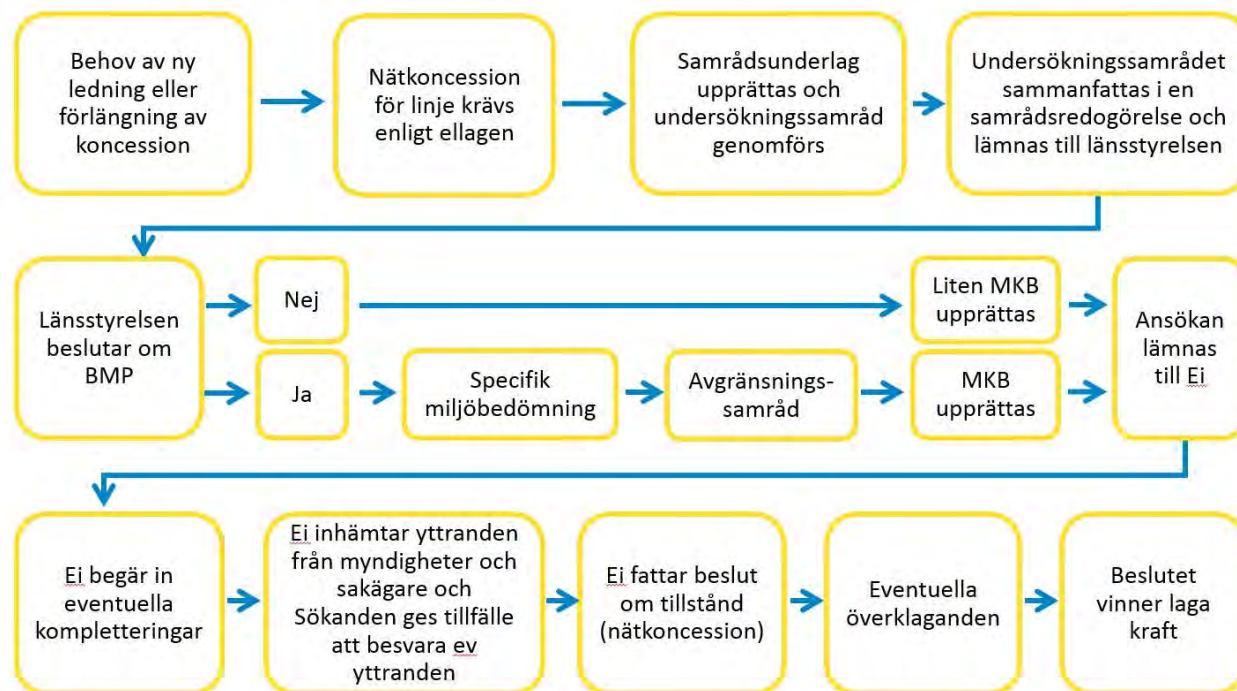 Behov av ny
ledning eller
förlängning av
koncession
Nätkoncession
för linje krävs
enligt ellagen
Samrådsunderlag
upprättas och
undersökningssamråd
genomförs
Undersökningssamrådet
sammanfattas i en
samrådsredogörelse och
lämnas till länsstyrelsen
Länsstyrelsen
beslutar om
BMP
Nej
Liten MKB
upprättas
Ja
Specifik
miljöbedömning
Avgränsnings-
samråd
MKB
upprättas
Ansökan
lämnas
till Ei
Ei begär in
eventuella
kompletteringar
Ei inhämtar yttranden
från myndigheter och
sakägare och
Sökanden ges tillfälle
att besvara ev
yttranden
Ei fattar beslut
om tillstånd
(nätkoncession)
Eventuella
överklaganden
Beslutet
vinner laga
kraft